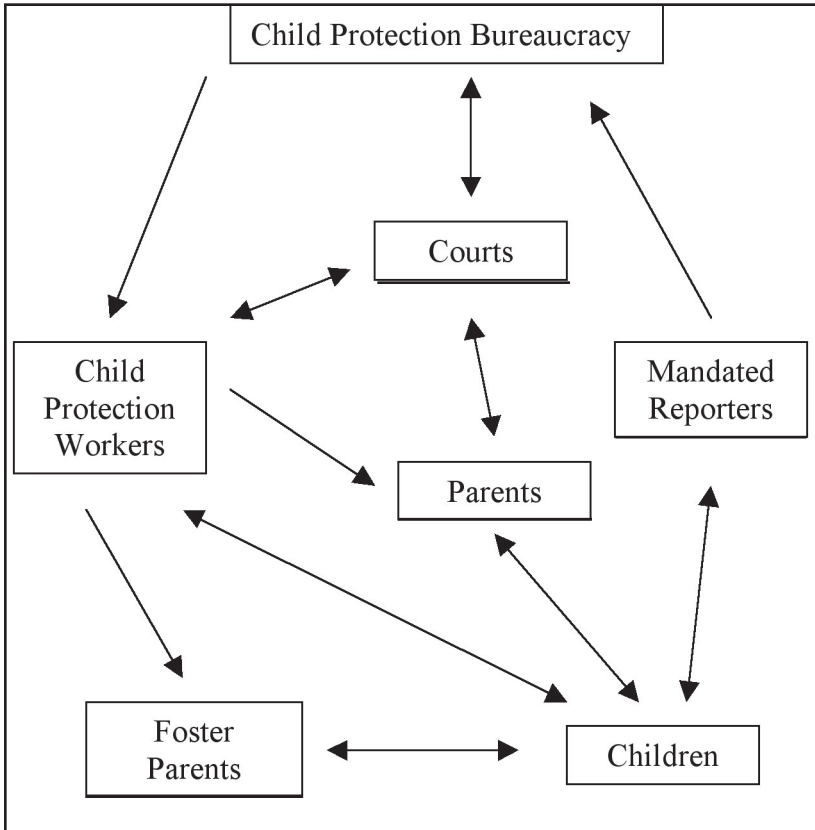 Child Protection Bureaucracy
Courts
Child
Protection
Workers
Mandated
Reporters
Parents
Foster
Parents
Children